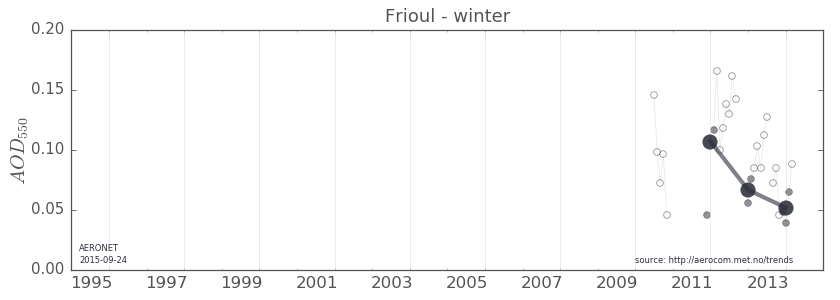 Frioul - winter
0.20
0.15
0.10
0.05
0.00
AOD550
AERONET
2015-09-24
source: http://aerocom.met.no/trends
1995 1997 1999 2001 2003 2005 2007 2009 2011 2013